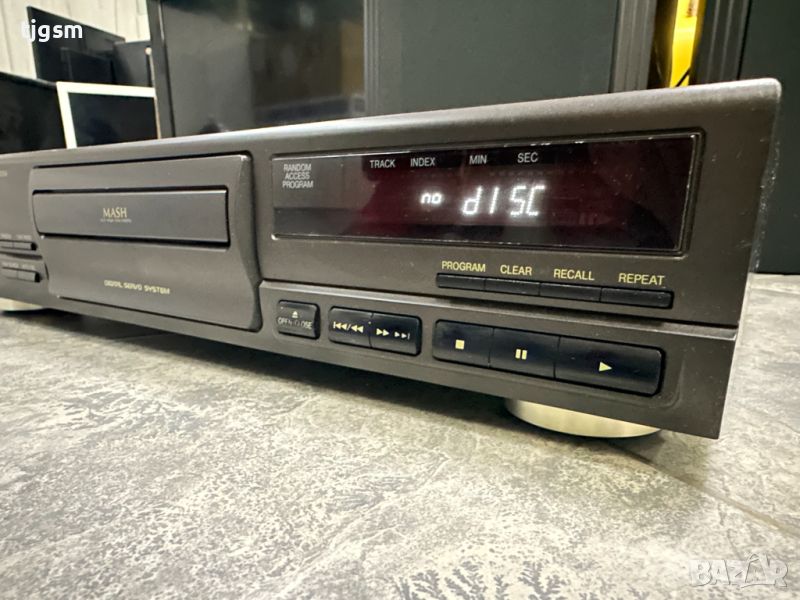 tjgsm
RANDOM
ACCESS
PROGRAM
TRACK INDEX MIN SEC
no dISC
MASH
DIGITAL SERVO SYSTEM
PROGRAM CLEAR RECALL REPEAT
OPEN/CLOSE
BAZAR